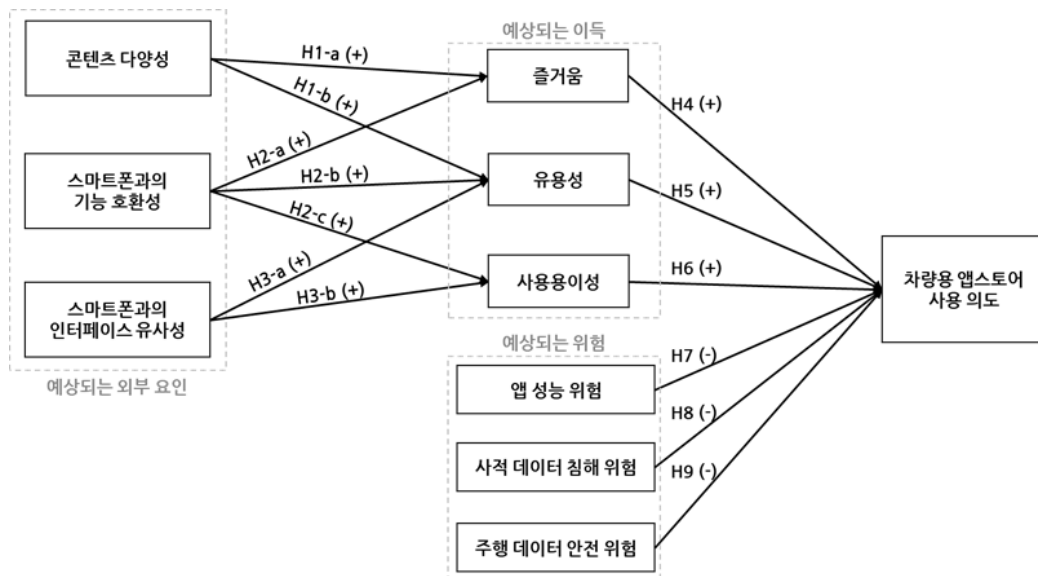 콘텐츠 다양성
스마트폰과의
기능 호환성
스마트폰과의
인터페이스 유사성
예상되는 외부 요인
H1-a (+)
H1-b (+)
H2-a (+)
H2-b (+)
H2-c (+)
H3-a (+)
H3-b (+)
예상되는 이득
즐거움
유용성
사용용이성
예상되는 위험
앱 성능 위험
사적 데이터 침해 위험
주행 데이터 안전 위험
H4 (+)
H5 (+)
H6 (+)
H7 (-)
H8 (-)
H9 (-)
차량용 앱스토어
사용 의도